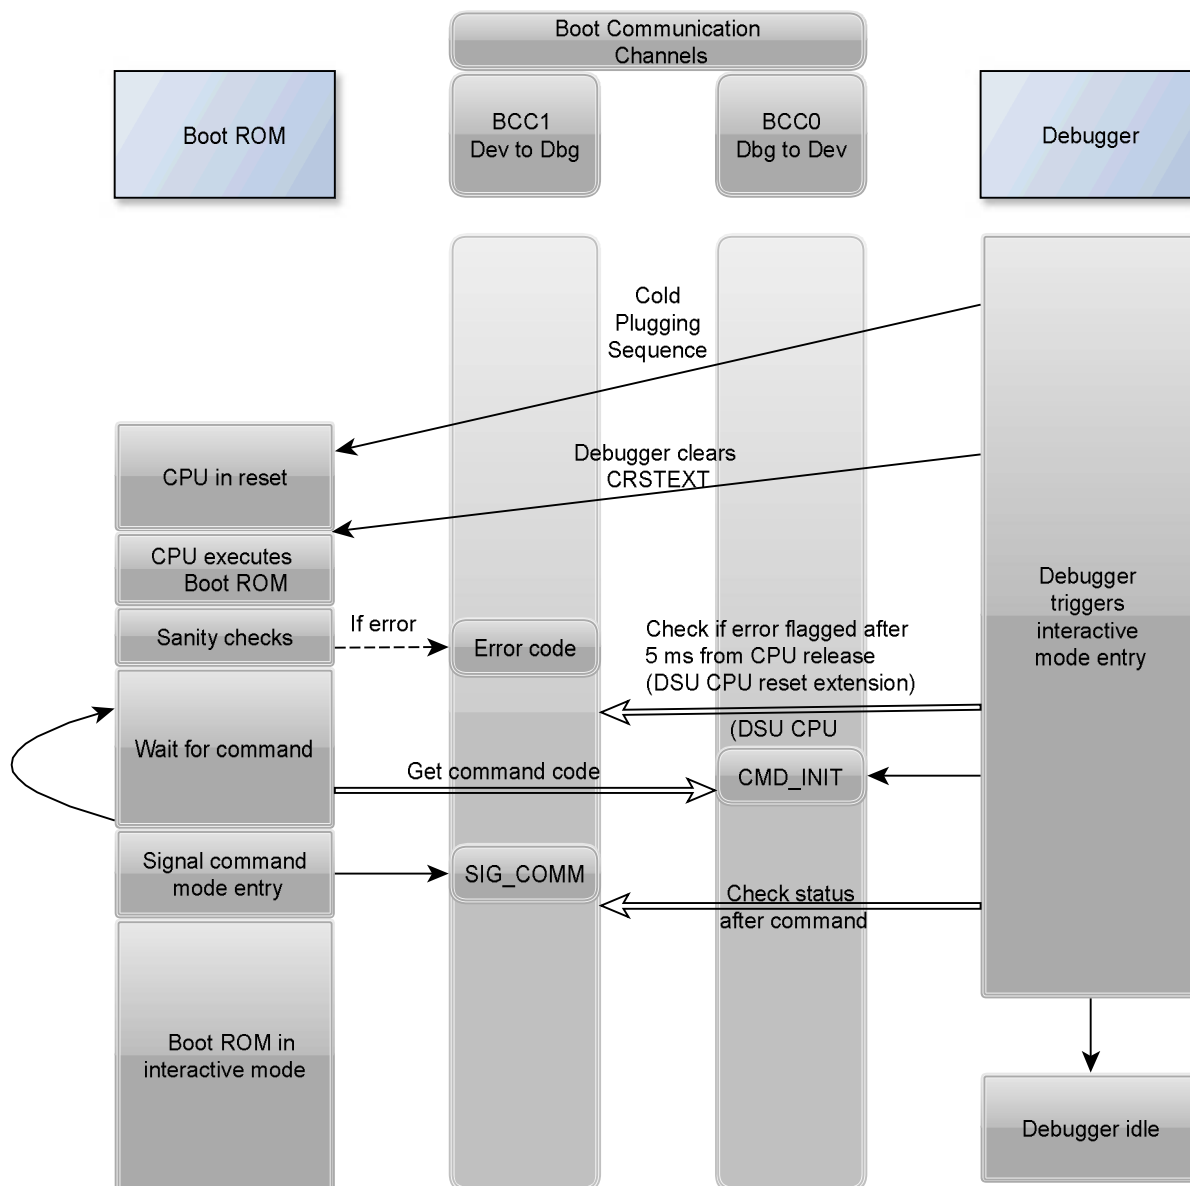 Boot Communication
Channels
Boot ROM
BCC1
Dev to Dbg
BCC0
Dbg to Dev
Debugger
Cold
Plugging
Sequence
Debugger clears
CRSTEXT
CPU in reset
CPU executes
Boot ROM
Sanity checks
If error
Error code
Check if error flagged after
5 ms from CPU release
(DSU CPU reset extension)
(DSU CPU
Debugger
triggers
interactive
mode entry
Wait for command
Get command code
CMD_INIT
Signal command
mode entry
SIG_COMM
Check status
after command
Boot ROM in
interactive mode
Debugger idle